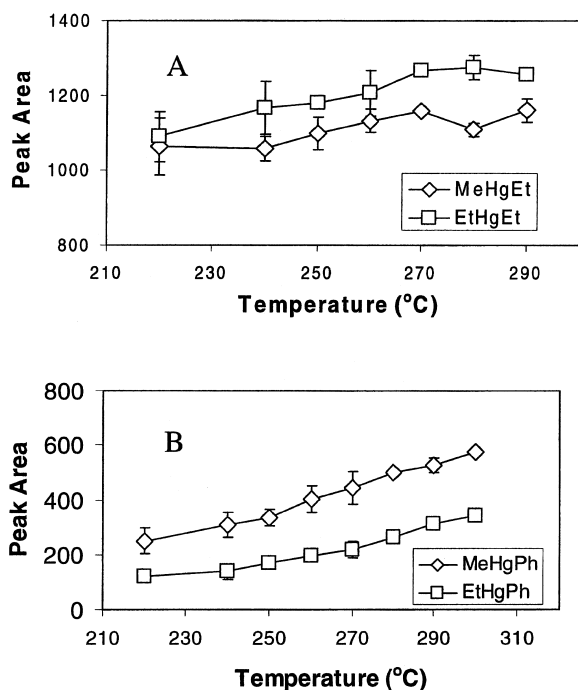 A
Peak Area
1400
1200
1000
800
MeHgEt
EtHgEt
210 230 250 270 290
Temperature (°C)
B
Peak Area
800
600
400
200
0
MeHgPh
EtHgPh
210 230 250 270 290 310
Temperature (°C)